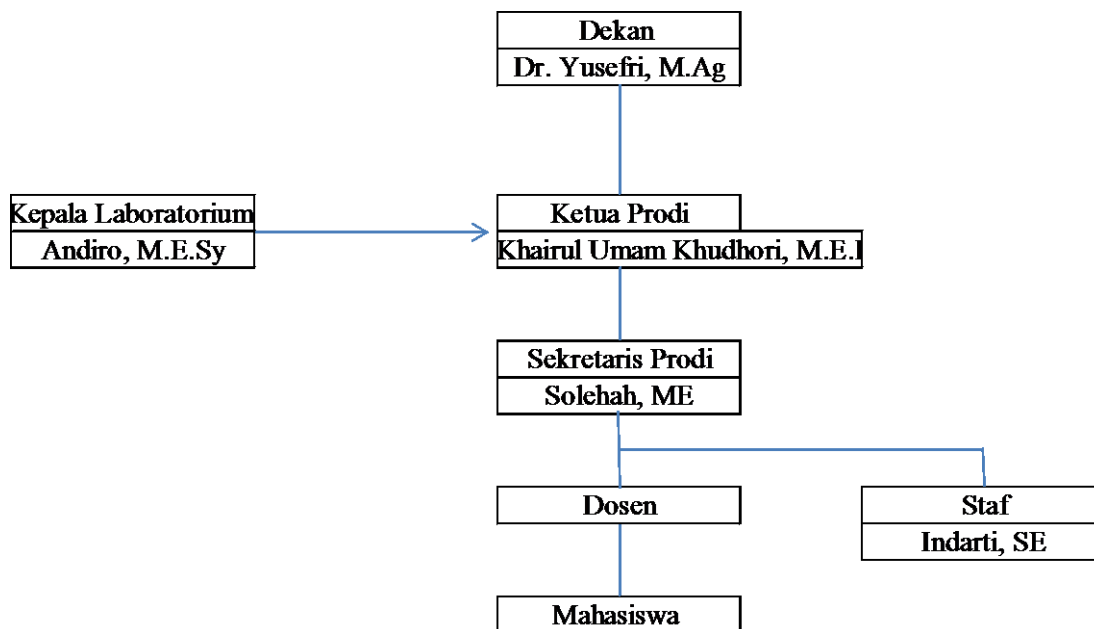 Dekan
Dr. Yusefri, M.Ag
Kepala Laboratorium
Andiro, M.E.Sy
Ketua Prodi
Khairul Umam Khudhori, M.E.I
Sekretaris Prodi
Solehah, ME
Dosen
Staf
Indarti, SE
Mahasiswa